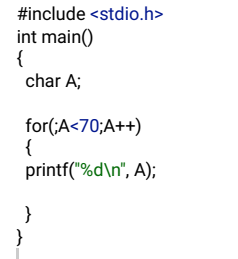 #include <stdio.h>
int main()
{
char A;
for(;A<70;A++)
{
printf("%d\n", A);
}
}